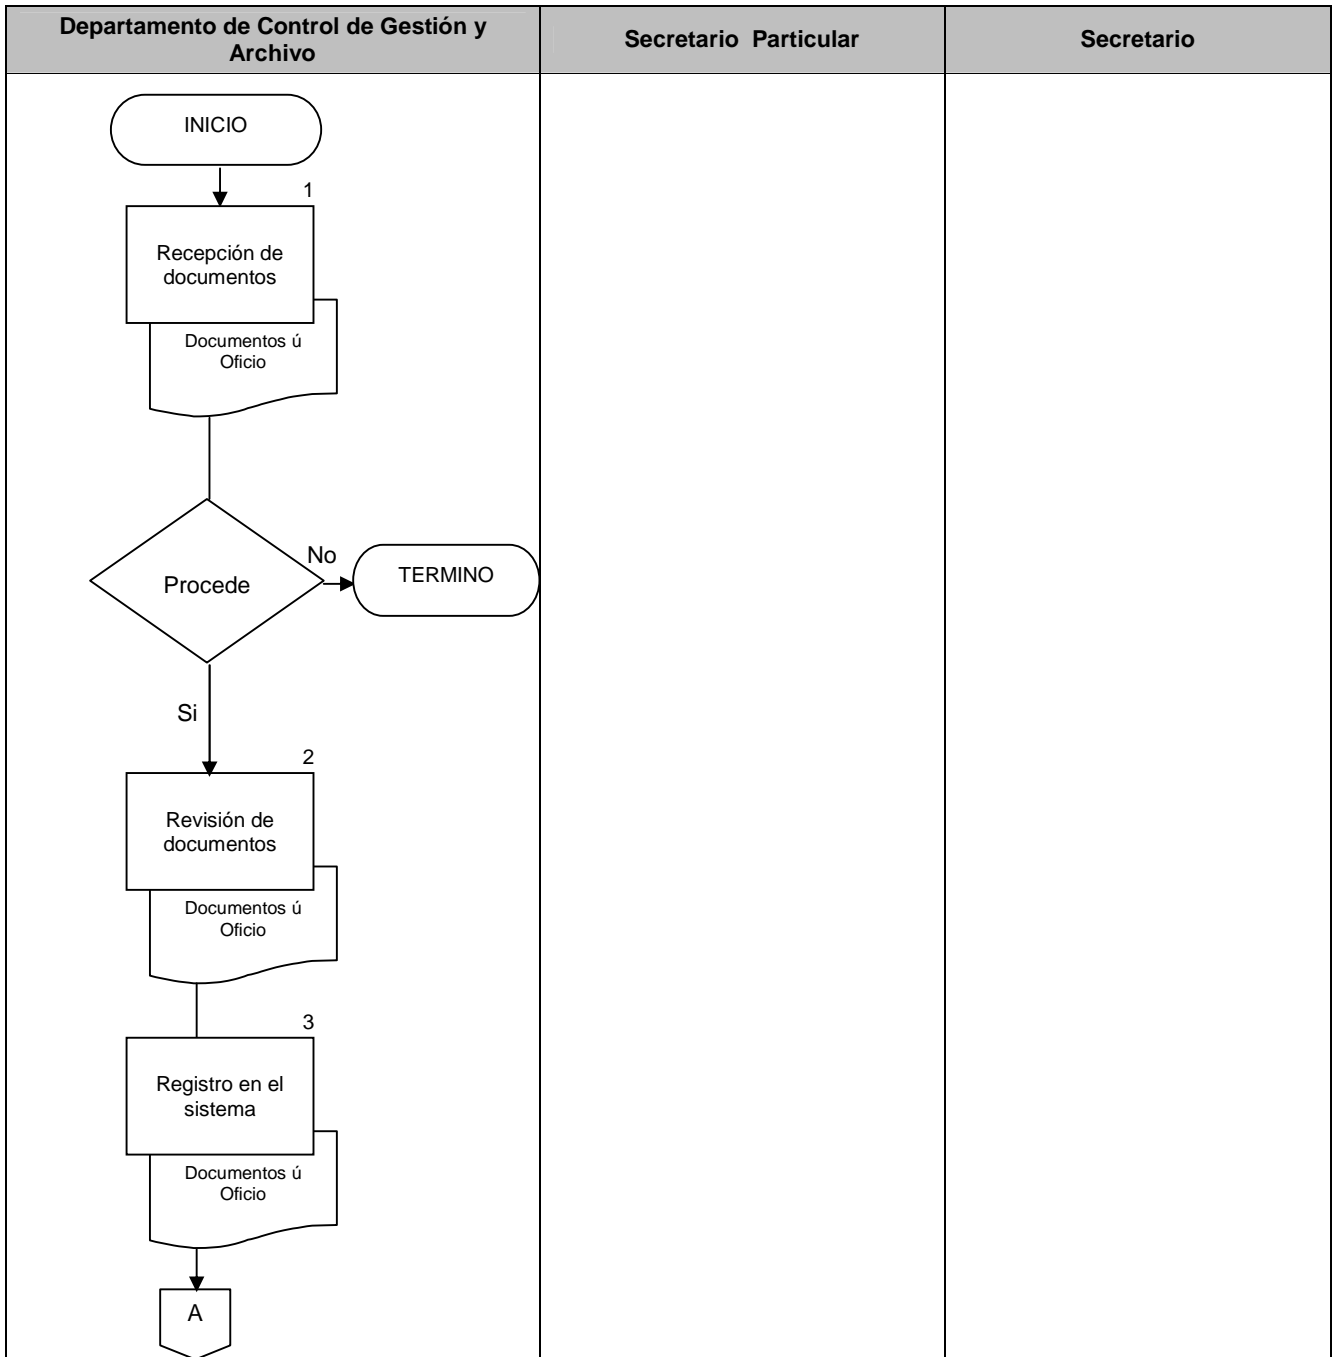 Departamento de Control de Gestión y
Archivo
Secretario Particular
Secretario
INICIO
1
Recepción de
documentos
Documentos ú
Oficio
Procede
No
TERMINO
Si
2
Revisión de
documentos
Documentos ú
Oficio
3
Registro en el
sistema
Documentos ú
Oficio
A